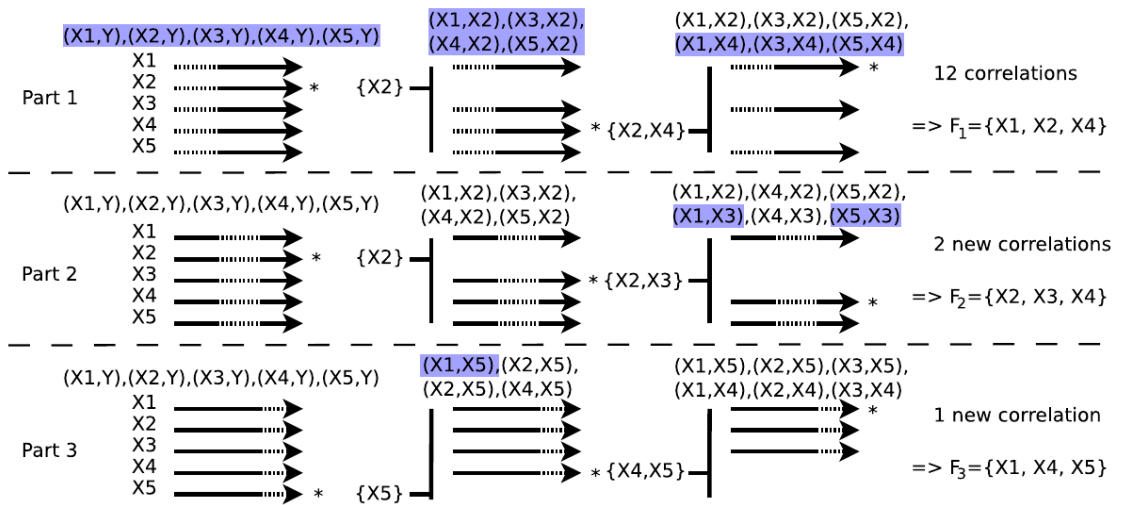 (X1,Y),(X2,Y),(X3,Y),(X4,Y),(X5,Y)
(X1,X2),(X3,X2),
(X4,X2),(X5,X2)
(X1,X2),(X3,X2),(X5,X2),
(X1,X4),(X3,X4),(X5,X4)
Part 1
X1
X2 *
X3
X4
X5
{X2}
*
{X2,X4}
*
12 correlations
=> F1={X1, X2, X4}
(X1,Y),(X2,Y),(X3,Y),(X4,Y),(X5,Y)
(X1,X2),(X3,X2),
(X4,X2),(X5,X2)
(X1,X2),(X4,X2),(X5,X2),
(X1,X3),(X4,X3),(X5,X3)
Part 2
X1
X2 *
X3
X4
X5
{X2}
*
{X2,X3}
*
2 new correlations
=> F2={X2, X3, X4}
(X1,Y),(X2,Y),(X3,Y),(X4,Y),(X5,Y)
(X1,X5),(X2,X5),
(X2,X5),(X4,X5)
(X1,X5),(X2,X5),(X3,X5),
(X1,X4),(X2,X4),(X3,X4)
Part 3
X1
X2
X3
X4
X5 *
{X5}
*
{X4,X5}
*
1 new correlation
=> F3={X1, X4, X5}